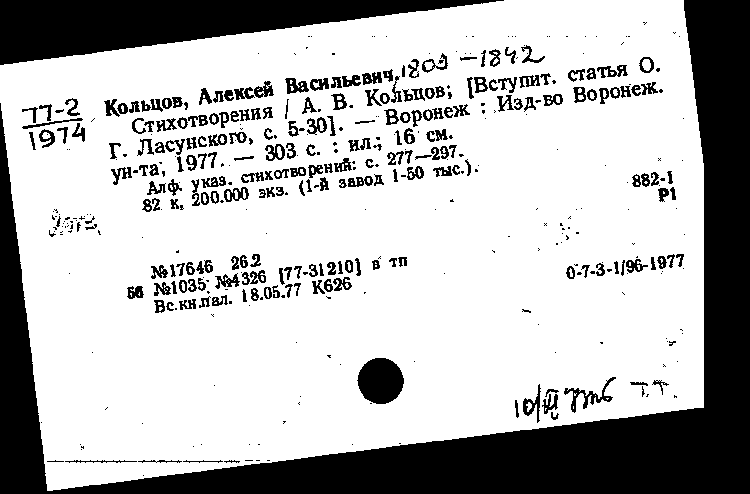 77-2
1974
Кольцов, Алексей Васильевич, 1809-1842
Стихотворения / А. В. Кольцов; [Вступит. статья О.
Г. Ласунского, с. 5-30]. — Воронеж : Изд-во Воронеж.
ун-та, 1977. — 303 с. : ил.; 16 см.
Алф. указ. стихотворений: с. 277—297.
82 к, 200.000 экз. (1-й завод 1-50 тыс.).
882-1
Р1
№17646 26.2
56 №1035 №4326 [77-31210] в тп
0-7-3-1/96-1977
Вс.кн.пал. 18.05.77 К626
10/VI
Т.Т.